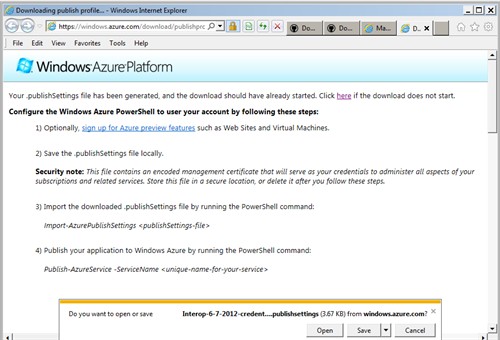 Downloading publish profile... - Windows Internet Explorer
https://windows.azure.com/download/publishpro
Do...
Do...
Ma...
D...
File Edit View Favorites Tools Help
Windows Azure Platform
Your .publishSettings file has been generated, and the download should have already started. Click here if the download does not start.
Configure the Windows Azure PowerShell to user your account by following these steps:
1) Optionally, sign up for Azure preview features such as Web Sites and Virtual Machines.
2) Save the .publishSettings file locally.
Security note: This file contains an encoded management certificate that will serve as your credentials to administer all aspects of your
subscriptions and related services. Store this file in a secure location, or delete it after you follow these steps.
3) Import the downloaded .publishSettings file by running the PowerShell command:
Import-AzurePublishSettings <publishSettings-file>
4) Publish your application to Windows Azure by running the PowerShell command:
Publish-AzureService -ServiceName <unique-name-for-your-service>
Do you want to open or save Interop-6-7-2012-credent....publishsettings (3.67 KB) from windows.azure.com?
Open Save Cancel